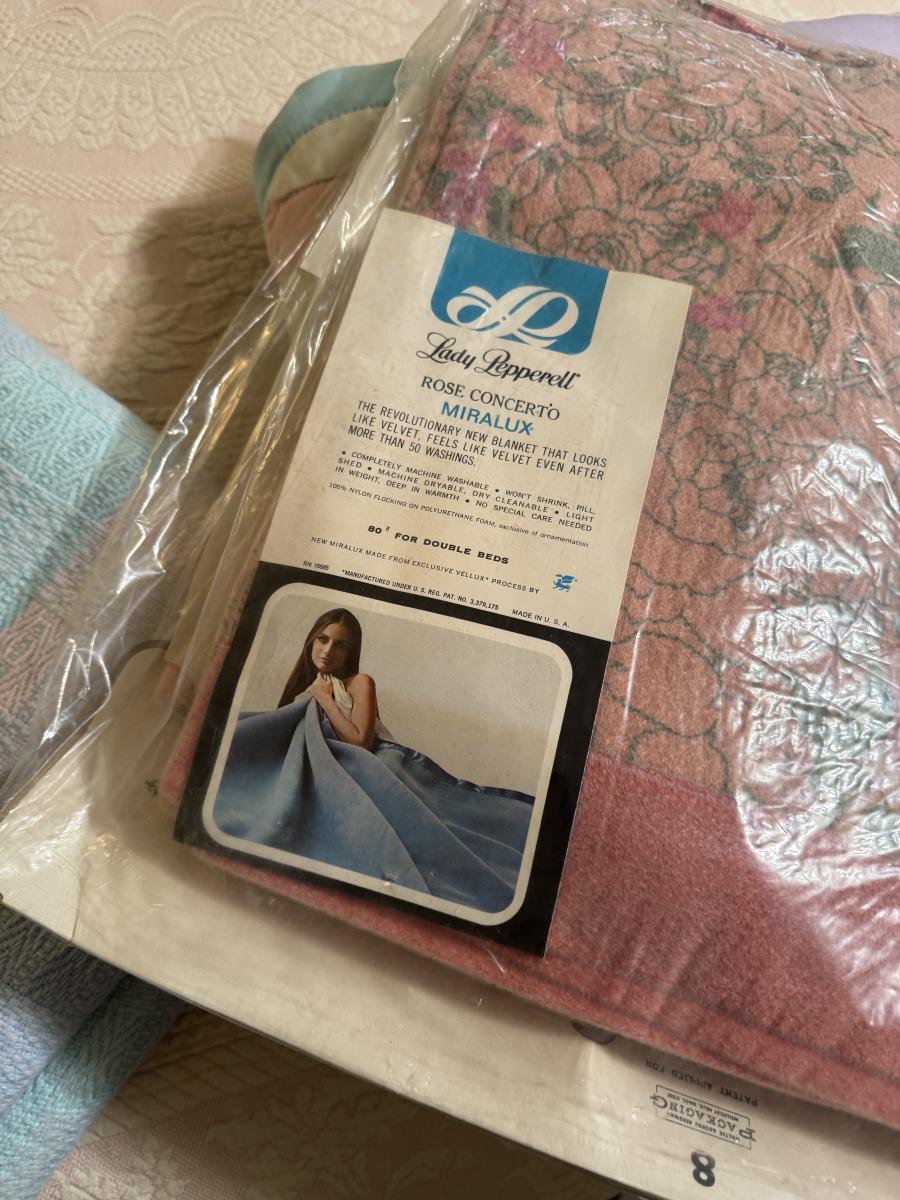 LP
Lady Pepperell®
ROSE CONCERTO
MIRALUX*
THE REVOLUTIONARY NEW BLANKET THAT LOOKS
LIKE VELVET, FEELS LIKE VELVET EVEN AFTER
MORE THAN 50 WASHINGS.
• COMPLETELY MACHINE WASHABLE • WON'T SHRINK, PILL,
SHED • MACHINE DRYABLE, DRY CLEANABLE • LIGHT
IN WEIGHT, DEEP IN WARMTH • NO SPECIAL CARE NEEDED
100% NYLON FLOCKING ON POLYURETHANE FOAM, exclusive of ornamentation
80" FOR DOUBLE BEDS
NEW MIRALUX MADE FROM EXCLUSIVE VELLUX* PROCESS BY
RN 15685 *MANUFACTURED UNDER U.S. REG. PAT. NO. 3,379,175 MADE IN U.S.A.
PATENT APPLIED FOR
PACKAGING
8